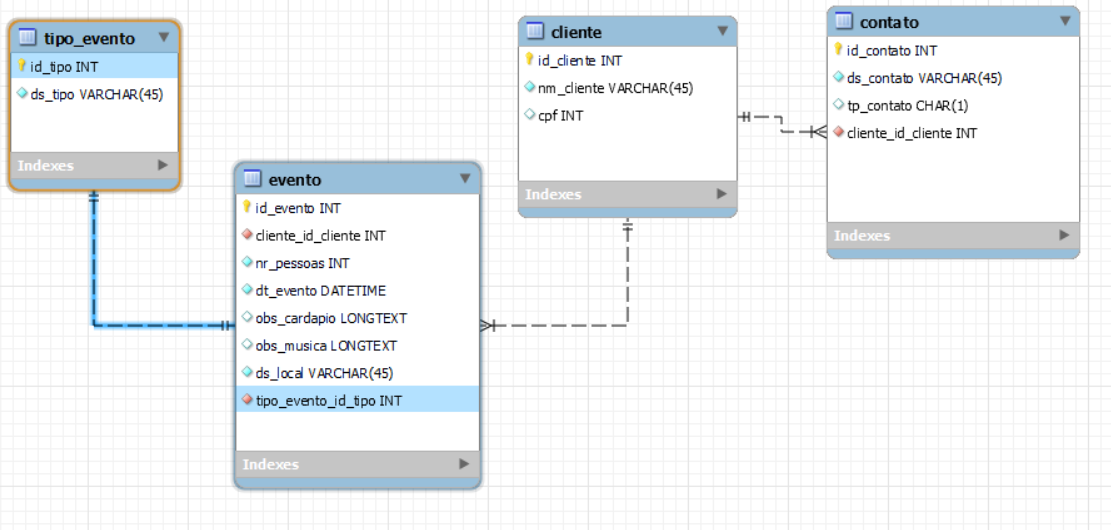 tipo_evento
id_tipo INT
ds_tipo VARCHAR(45)
Indexes
evento
id_evento INT
cliente_id_cliente INT
nr_pessoas INT
dt_evento DATETIME
obs_cardapio LONGTEXT
obs_musica LONGTEXT
ds_local VARCHAR(45)
tipo_evento_id_tipo INT
Indexes
cliente
id_cliente INT
nm_cliente VARCHAR(45)
cpf INT
Indexes
contato
id_contato INT
ds_contato VARCHAR(45)
tp_contato CHAR(1)
cliente_id_cliente INT
Indexes